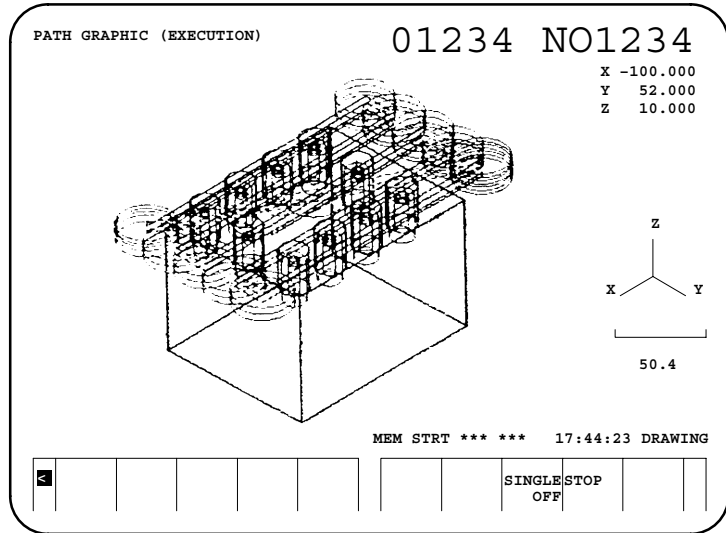 PATH GRAPHIC (EXECUTION)
01234 NO1234
X -100.000
Y 52.000
Z 10.000
Z
X Y
50.4
MEM STRT *** *** 17:44:23 DRAWING
< SINGLE STOP
OFF